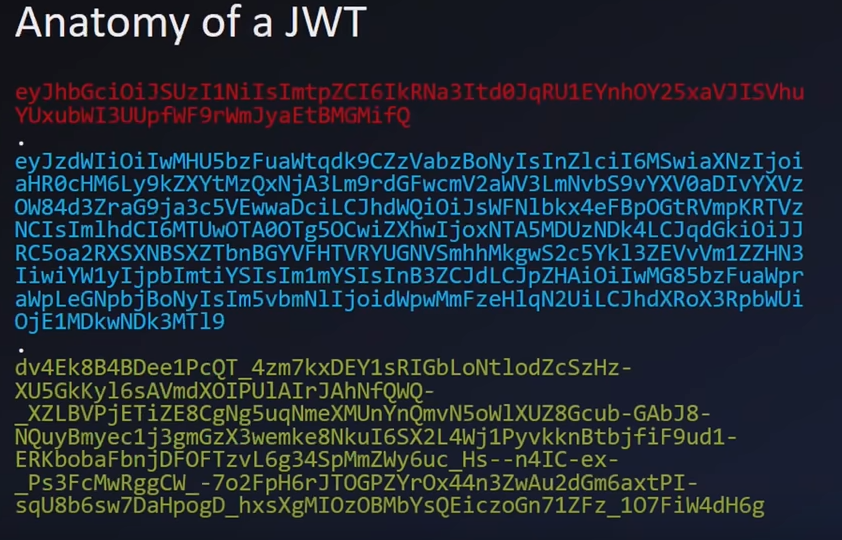 Anatomy of a JWT
eyJhbGciOiJSUzI1NiIsImtpZCI6IkRNa3Itd0JqRU1EYnhOY25xaVJISVhu
YUxubWI3UUpfWF9rWmJyaEtBMGMifQ
.
eyJzdWIiOiIwMHU5bzFuaWtqdk9CZzVabzBoNyIsInZlciI6MSwiaXNzIjoi
aHR0cHM6Ly9kZXYtMzQxNjA3Lm9rdGFwcmV2aWV3LmNvbS9vYXV0aDIvYXVz
OW84d3ZraG9ja3c5VEwwaDciLCJhdWQiOiJsWFNlbkx4eFBpOGtRVmpKRTVz
NCIsImlhdCI6MTUwOTA0OTg5OCwiZXhwIjoxNTA5MDUzNDk4LCJqdGkiOiJJ
RC5oa2RXSXNBSXZTbnBGYVFHTVRYUGNVSmhhMkgwS2c5Ykl3ZEVvVm1ZZHN3
IiwiYW1yIjpbImtiYSIsIm1mYSIsInB3ZCJdLCJpZHAiOiIwMG85bzFuaWpr
aWpLeGNpbjBoNyIsIm5vbmNlIjoidWpwMmFzeHlqN2UiLCJhdXRoX3RpbWUi
OjE1MDkwNDk3MTl9
.
dv4Ek8B4BDee1PcQT_4zm7kxDEY1sRIGbLoNtlodZcSzHz-
XU5GkKyl6sAVmdXOIPUlAIrJAhNfQWQ-
_XZLBVPjETiZE8CgNg5uqNmeXMUnYnQmvN5oWlXUZ8Gcub-GAbJ8-
NQuyBmyec1j3gmGzX3wemke8NkuI6SX2L4Wj1PyvkknBtbjfiF9ud1-
ERKbobaFbnjDFOFTzvL6g34SpMmZWy6uc_Hs--n4IC-ex-
_Ps3FcMwRggCW_-7o2FpH6rJTOGPZYrOx44n3ZwAu2dGm6axtPI-
sqU8b6sw7DaHpogD_hxsXgMIOzOBMbYsQEiczoGn71ZFz_1O7FiW4dH6g